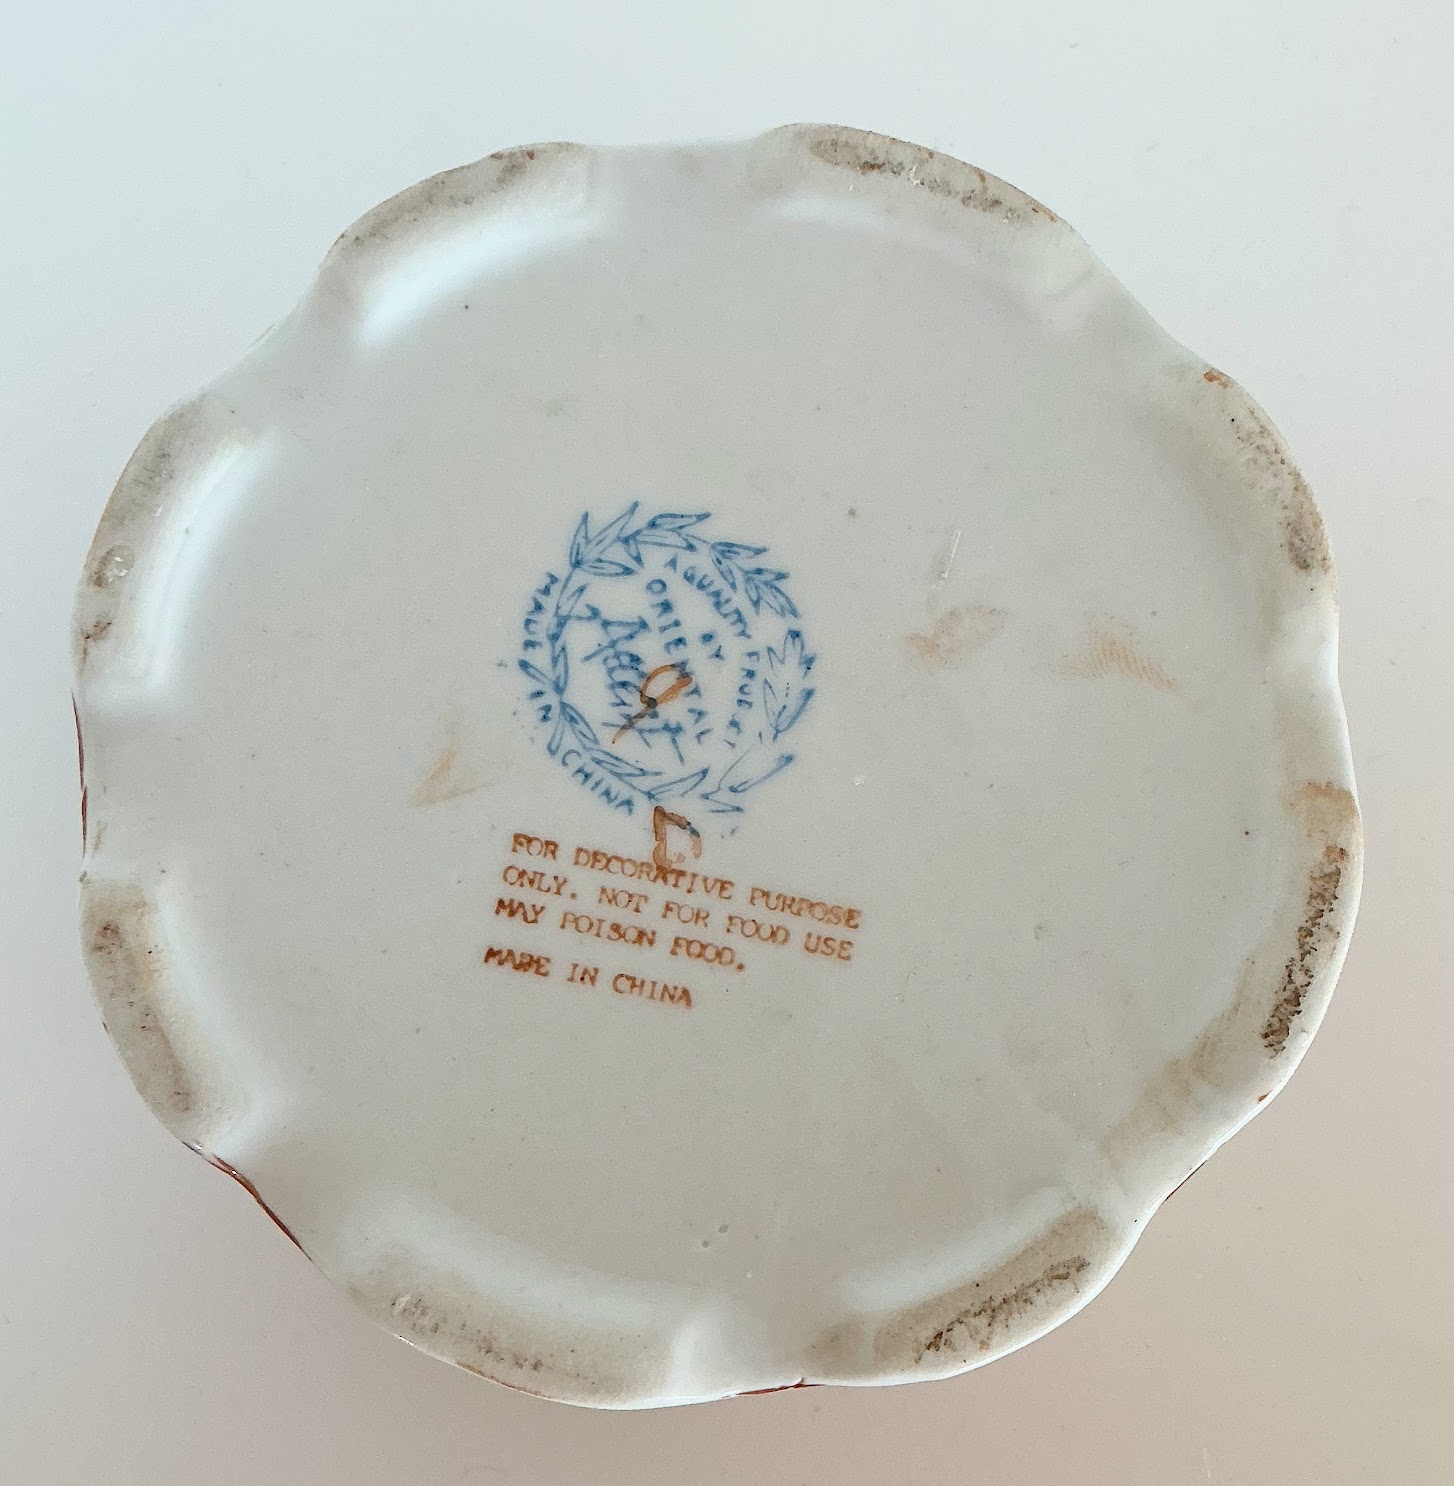 A QUALITY PRODUCT
BY
ORIENTAL
Accent
MADE IN CHINA
9
D
FOR DECORATIVE PURPOSE
ONLY. NOT FOR FOOD USE
MAY POISON FOOD.
MADE IN CHINA